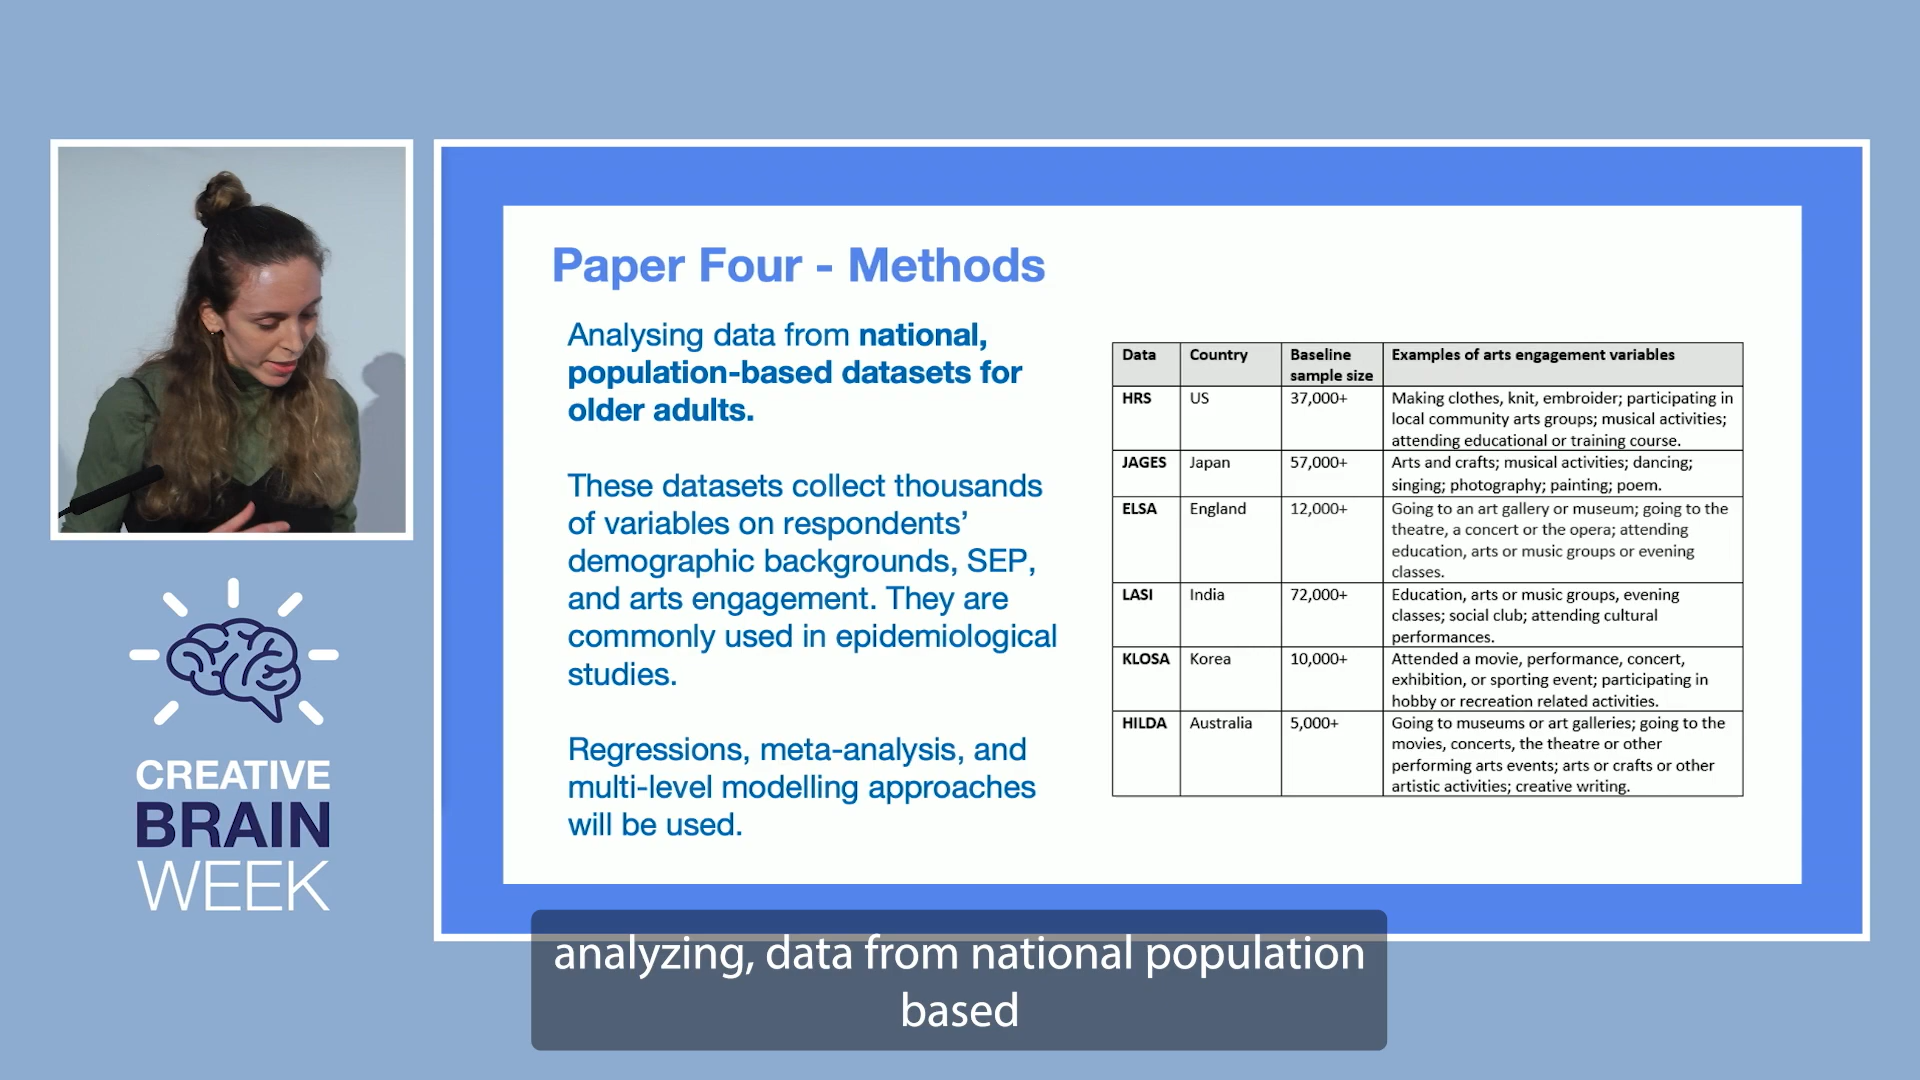 Paper Four - Methods
Analysing data from national,
population-based datasets for
older adults.
These datasets collect thousands
of variables on respondents'
demographic backgrounds, SEP,
and arts engagement. They are
commonly used in epidemiological
studies.
Regressions, meta-analysis, and
multi-level modelling approaches
will be used.
Data Country Baseline sample size Examples of arts engagement variables
HRS US 37,000+ Making clothes, knit, embroider; participating in
local community arts groups; musical activities;
attending educational or training course.
JAGES Japan 57,000+ Arts and crafts; musical activities; dancing;
singing; photography; painting; poem.
ELSA England 12,000+ Going to an art gallery or museum; going to the
theatre, a concert or the opera; attending
education, arts or music groups or evening
classes.
LASI India 72,000+ Education, arts or music groups, evening
classes; social club; attending cultural
performances.
KLOSA Korea 10,000+ Attended a movie, performance, concert,
exhibition, or sporting event; participating in
hobby or recreation related activities.
HILDA Australia 5,000+ Going to museums or art galleries; going to the
movies, concerts, the theatre or other
performing arts events; arts or crafts or other
artistic activities; creative writing.
CREATIVE
BRAIN
WEEK
analyzing, data from national population
based